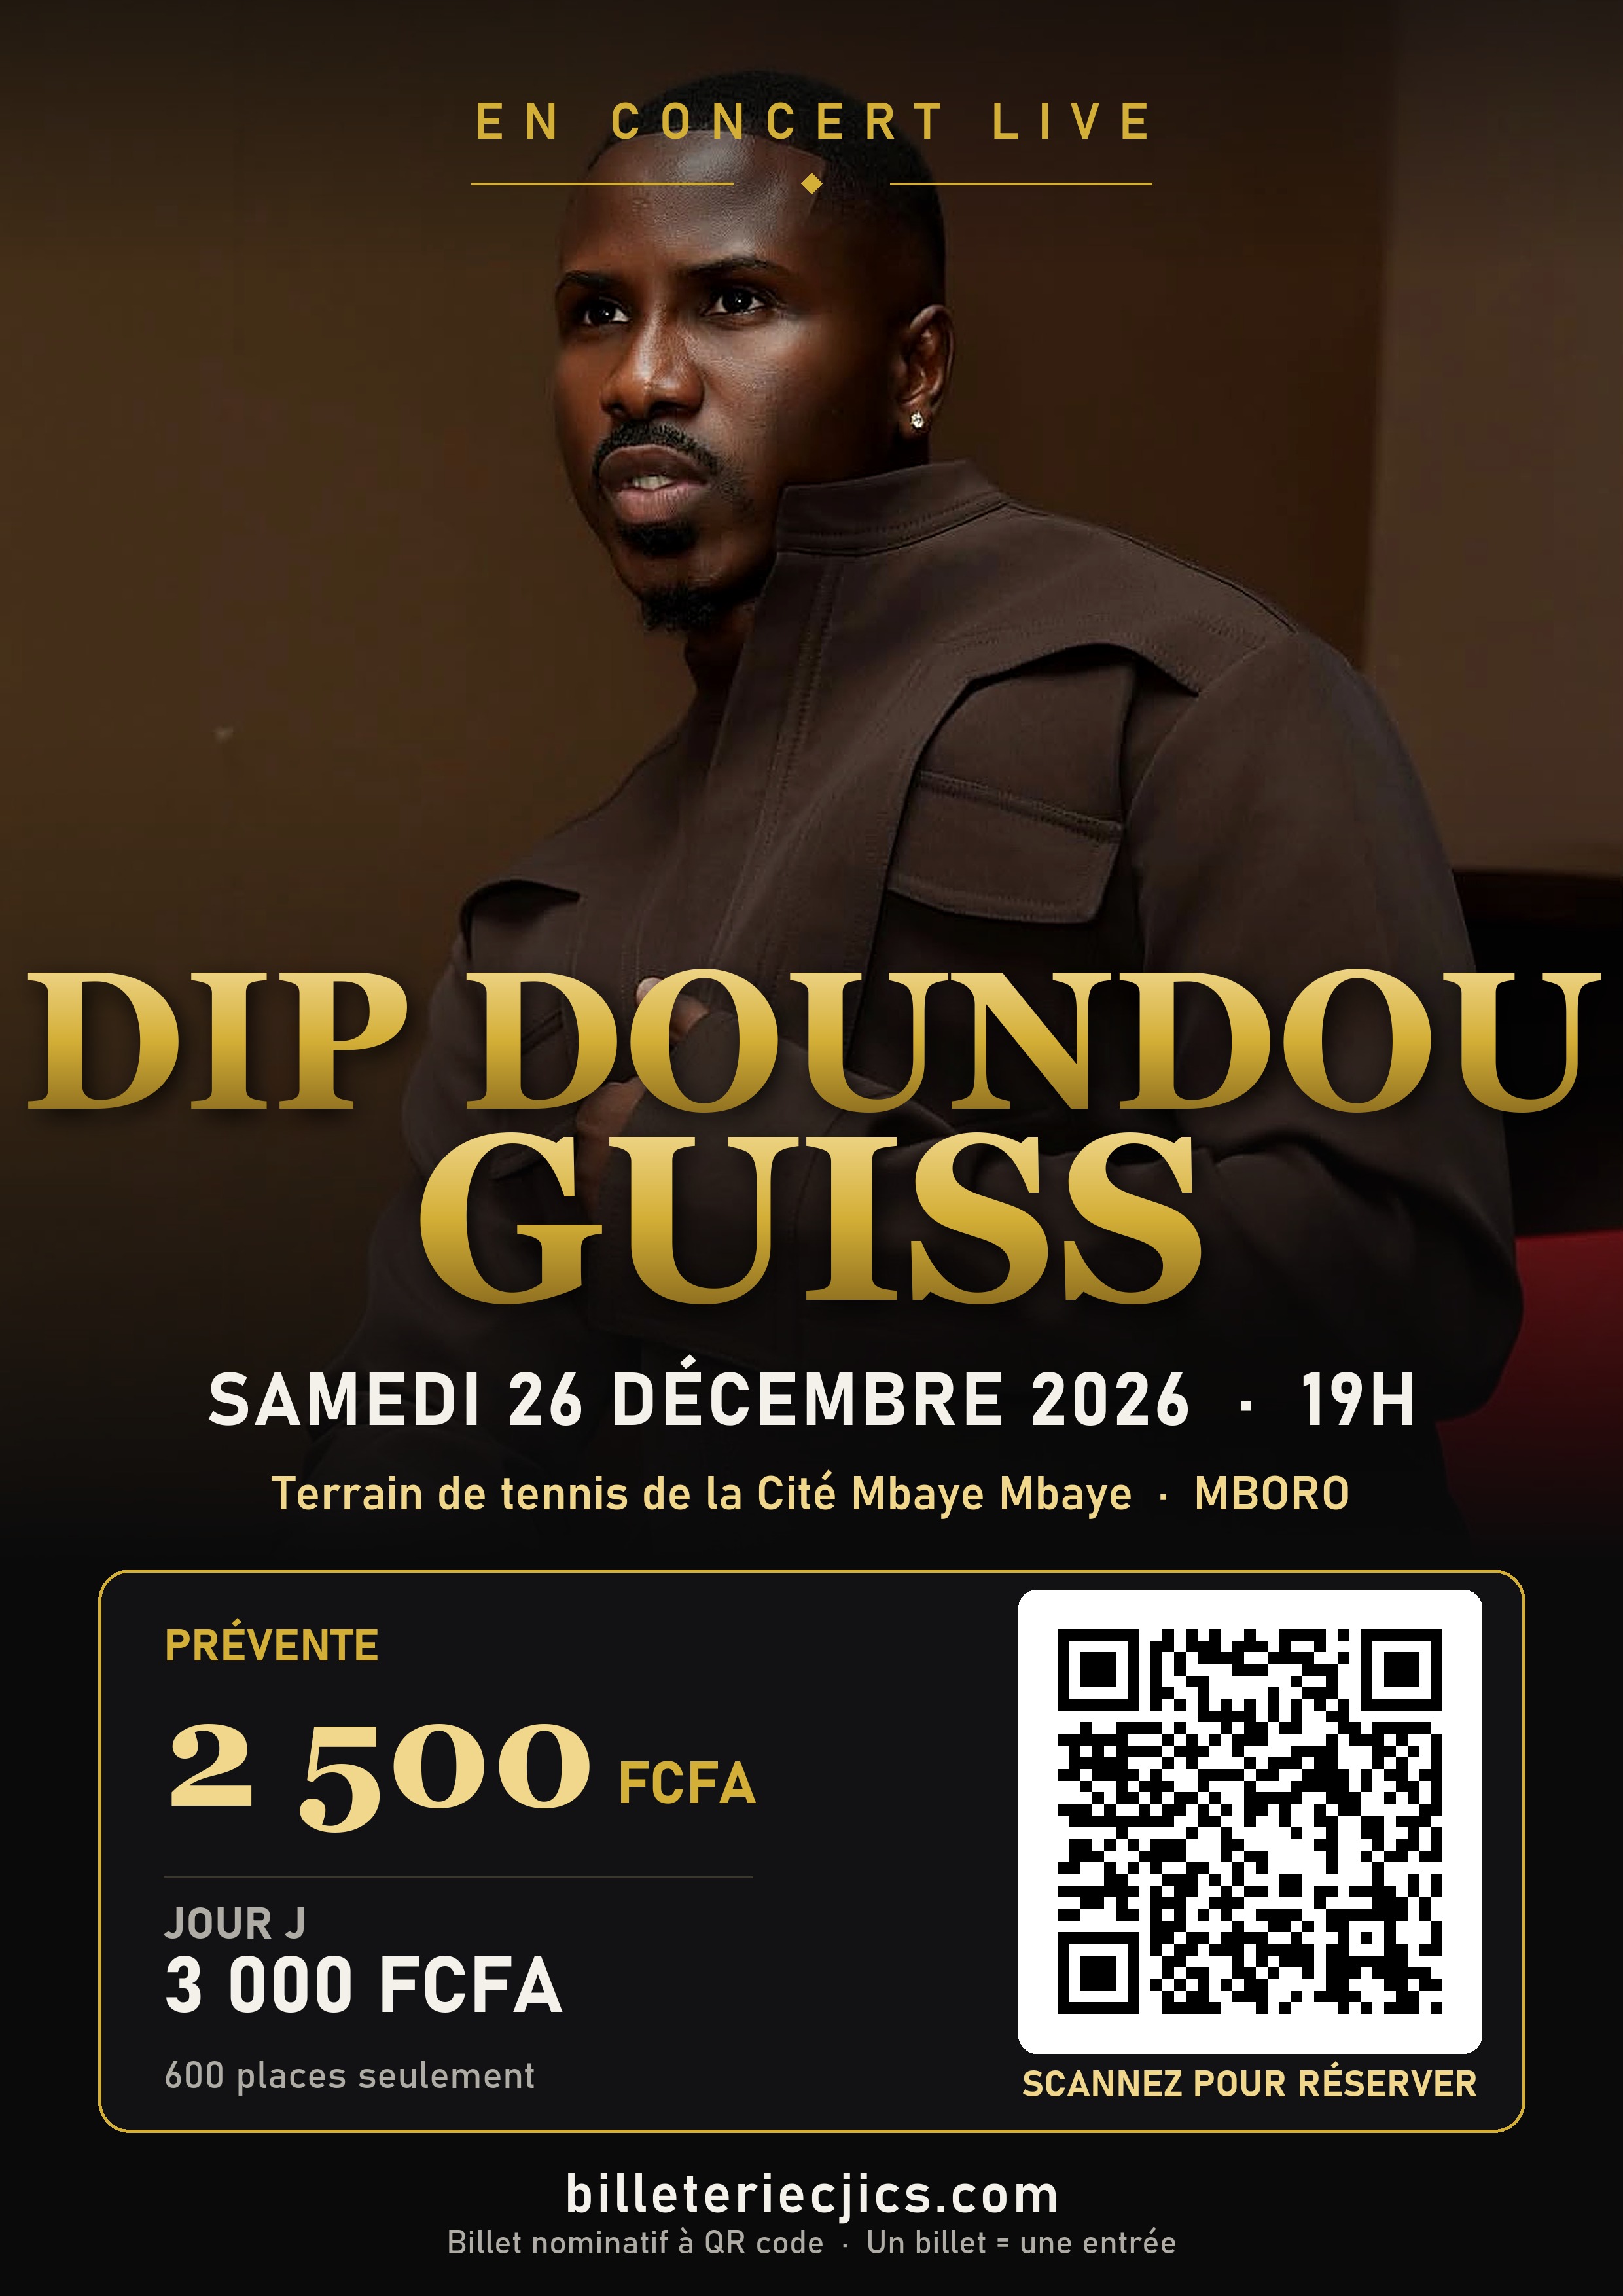 EN CONCERT LIVE
DIP DOUNDOU
GUISS
SAMEDI 26 DÉCEMBRE 2026 · 19H
Terrain de tennis de la Cité Mbaye Mbaye · MBORO
PRÉVENTE
2 500 FCFA
JOUR J
3 000 FCFA
600 places seulement
SCANNEZ POUR RÉSERVER
billeteriecjics.com
Billet nominatif à QR code · Un billet = une entrée